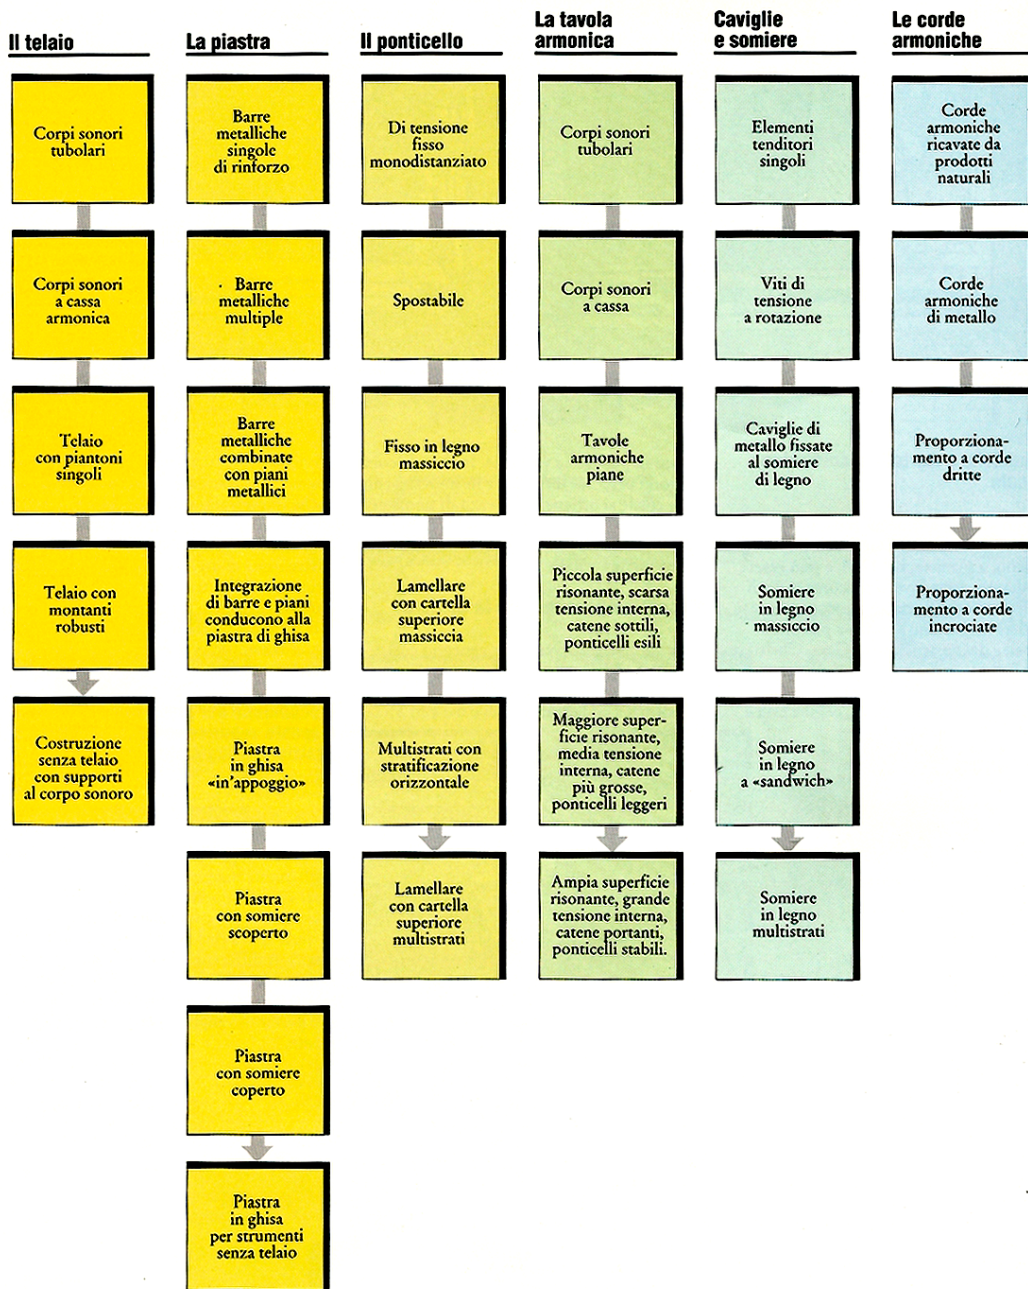 Il telaio
Corpi sonori
tubolari
Corpi sonori
a cassa
armonica
Telaio
con piantoni
singoli
Telaio con
montanti
robusti
Costruzione
senza telaio
con supporti
al corpo sonoro
La piastra
Barre
metalliche
singole
di rinforzo
Barre
metalliche
multiple
Barre
metalliche
combinate
con piani
metallici
Integrazione
di barre e piani
conducono alla
piastra di ghisa
Piastra
in ghisa
«in'appoggio»
Piastra
con somiere
scoperto
Piastra
con somiere
coperto
Piastra
in ghisa
per strumenti
senza telaio
Il ponticello
Di tensione
fisso
monodistanziato
Spostabile
Fisso in legno
massiccio
Lamellare
con cartella
superiore
massiccia
Multistrati con
stratificazione
orizzontale
Lamellare
con cartella
superiore
multistrati
La tavola
armonica
Corpi sonori
tubolari
Corpi sonori
a cassa
Tavole
armoniche
piane
Piccola superficie
risonante, scarsa
tensione interna,
catene sottili,
ponticelli esili
Maggiore super-
ficie risonante,
media tensione
interna, catene
più grosse,
ponticelli leggeri
Ampia superficie
risonante, grande
tensione interna,
catene portanti,
ponticelli stabili.
Caviglie
e somiere
Elementi
tenditori
singoli
Viti di
tensione
a rotazione
Caviglie di
metallo fissate
al somiere
di legno
Somiere
in legno
massiccio
Somiere
in legno
a «sandwich»
Somiere
in legno
multistrati
Le corde
armoniche
Corde
armoniche
ricavate da
prodotti
naturali
Corde
armoniche
di metallo
Proporziona-
mento a corde
dritte
Proporziona-
mento a corde
incrociate